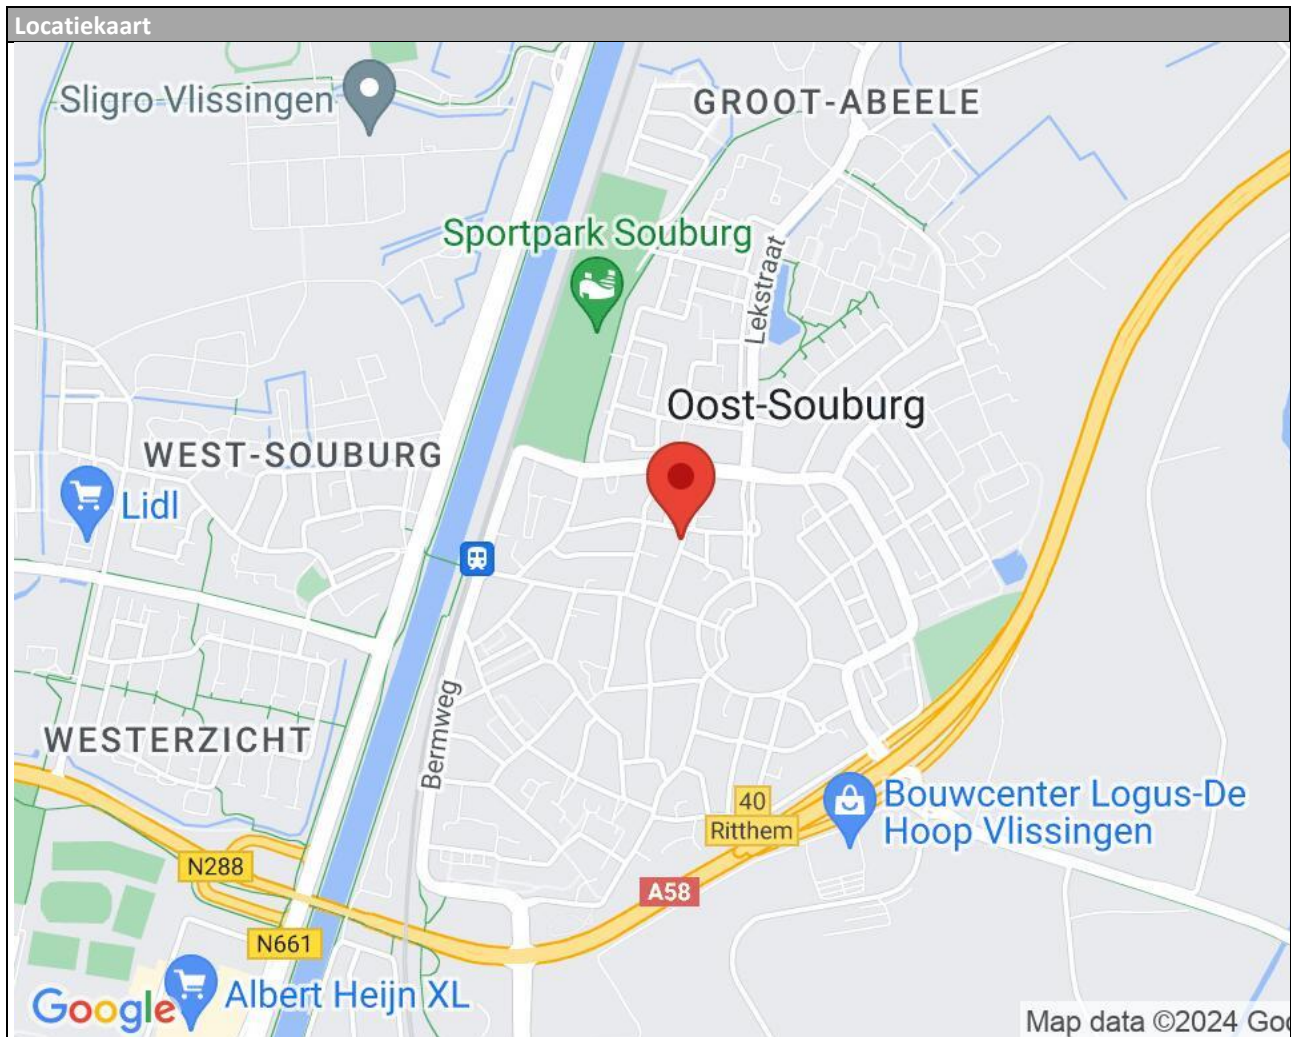 Locatiekaart
Sligro Vlissingen
GROOT-ABEELE
Sportpark Souburg
Lekstraat
Oost-Souburg
WEST-SOUBURG
Lidl
WESTERZICHT
Bermweg
40
Ritthem
Bouwcenter Logus-De
Hoop Vlissingen
N288
A58
N661
Albert Heijn XL
Google
Map data ©2024 Goo